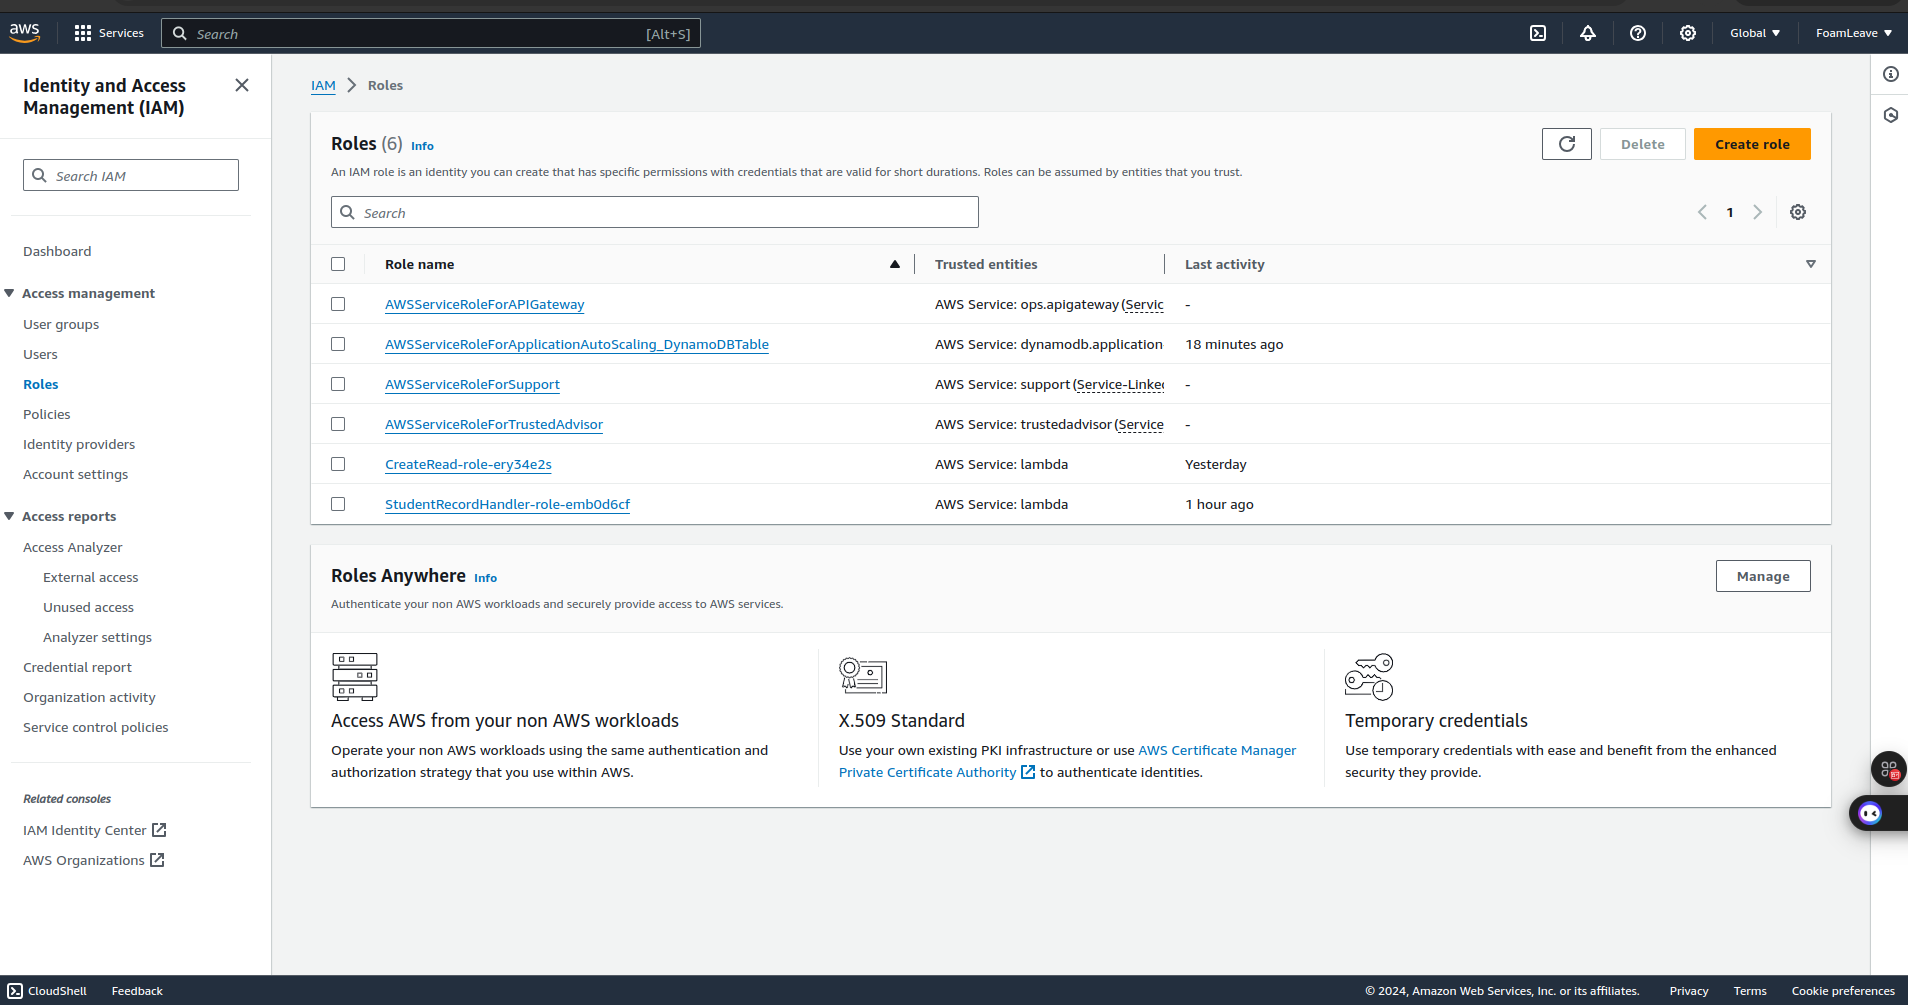 aws
Services
Search
[Alt+S]
Global
FoamLeave
Identity and Access
Management (IAM)
Search IAM
Dashboard
Access management
User groups
Users
Roles
Policies
Identity providers
Account settings
Access reports
Access Analyzer
External access
Unused access
Analyzer settings
Credential report
Organization activity
Service control policies
Related consoles
IAM Identity Center
AWS Organizations
IAM > Roles
Roles (6) Info
Delete
Create role
An IAM role is an identity you can create that has specific permissions with credentials that are valid for short durations. Roles can be assumed by entities that you trust.
Search
1
Role name Trusted entities Last activity
AWSServiceRoleForAPIGateway AWS Service: ops.apigateway (Servic -
AWSServiceRoleForApplicationAutoScaling_DynamoDBTable AWS Service: dynamodb.application 18 minutes ago
AWSServiceRoleForSupport AWS Service: support (Service-Linked -
AWSServiceRoleForTrustedAdvisor AWS Service: trustedadvisor (Service -
CreateRead-role-ery34e2s AWS Service: lambda Yesterday
StudentRecordHandler-role-emb0d6cf AWS Service: lambda 1 hour ago
Roles Anywhere Info
Manage
Authenticate your non AWS workloads and securely provide access to AWS services.
Access AWS from your non AWS workloads
Operate your non AWS workloads using the same authentication and
authorization strategy that you use within AWS.
X.509 Standard
Use your own existing PKI infrastructure or use AWS Certificate Manager
Private Certificate Authority to authenticate identities.
Temporary credentials
Use temporary credentials with ease and benefit from the enhanced
security they provide.
CloudShell
Feedback
© 2024, Amazon Web Services, Inc. or its affiliates.
Privacy
Terms
Cookie preferences